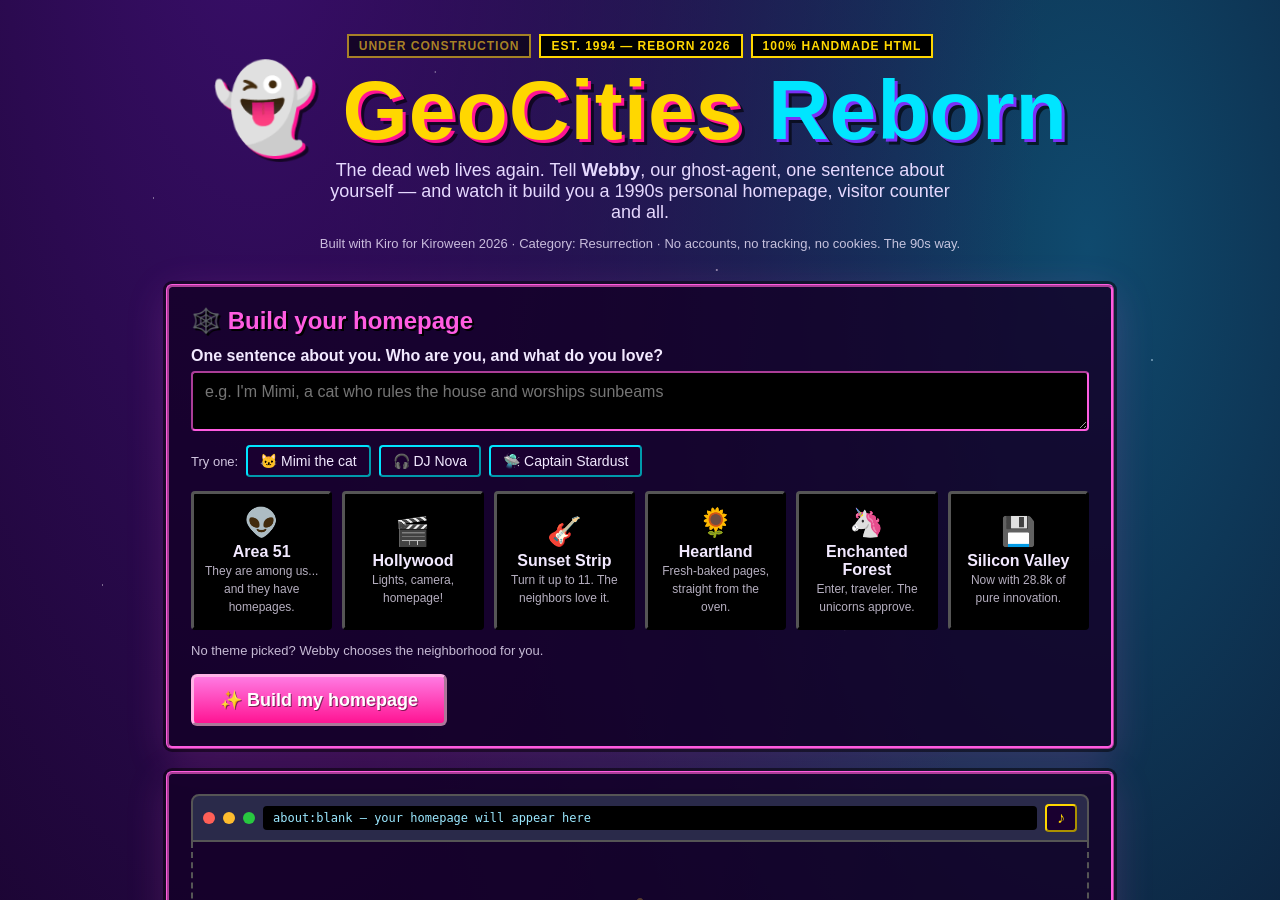 UNDER CONSTRUCTION
EST. 1994 — REBORN 2026
100% HANDMADE HTML
GeoCities Reborn
The dead web lives again. Tell Webby, our ghost-agent, one sentence about
yourself — and watch it build you a 1990s personal homepage, visitor counter
and all.
Built with Kiro for Kiroween 2026 · Category: Resurrection · No accounts, no tracking, no cookies. The 90s way.
Build your homepage
One sentence about you. Who are you, and what do you love?
e.g. I'm Mimi, a cat who rules the house and worships sunbeams
Try one:
Mimi the cat
DJ Nova
Captain Stardust
Area 51
They are among us...
and they have
homepages.
Hollywood
Lights, camera,
homepage!
Sunset Strip
Turn it up to 11. The
neighbors love it.
Heartland
Fresh-baked pages,
straight from the
oven.
Enchanted
Forest
Enter, traveler. The
unicorns approve.
Silicon Valley
Now with 28.8k of
pure innovation.
No theme picked? Webby chooses the neighborhood for you.
✨ Build my homepage
about:blank — your homepage will appear here
♪